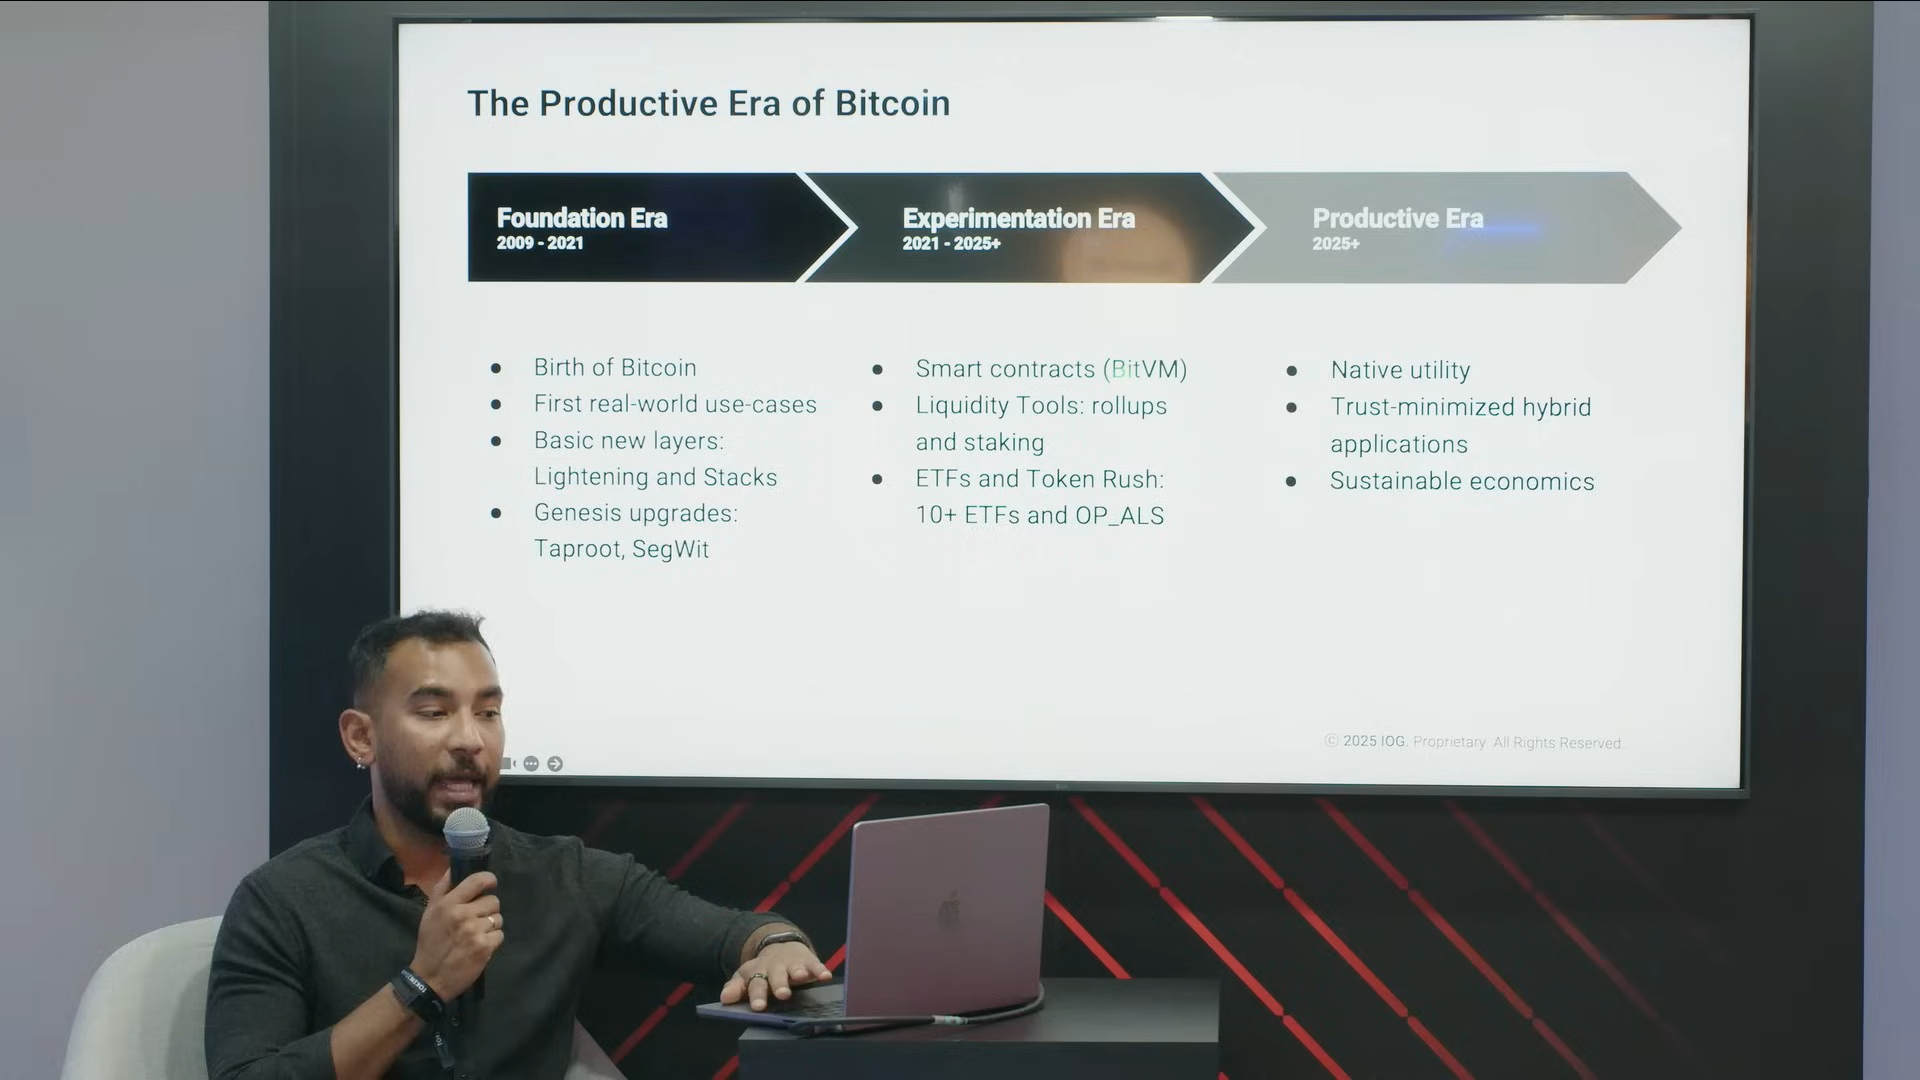 The Productive Era of Bitcoin
Foundation Era
2009 - 2021
Experimentation Era
2021 - 2025+
Productive Era
2025+
Birth of Bitcoin
First real-world use-cases
Basic new layers:
Lightening and Stacks
Genesis upgrades:
Taproot, SegWit
Smart contracts (BitVM)
Liquidity Tools: rollups
and staking
ETFs and Token Rush:
10+ ETFs and OP_ALS
Native utility
Trust-minimized hybrid
applications
Sustainable economics
© 2025 IOG. Proprietary. All Rights Reserved.